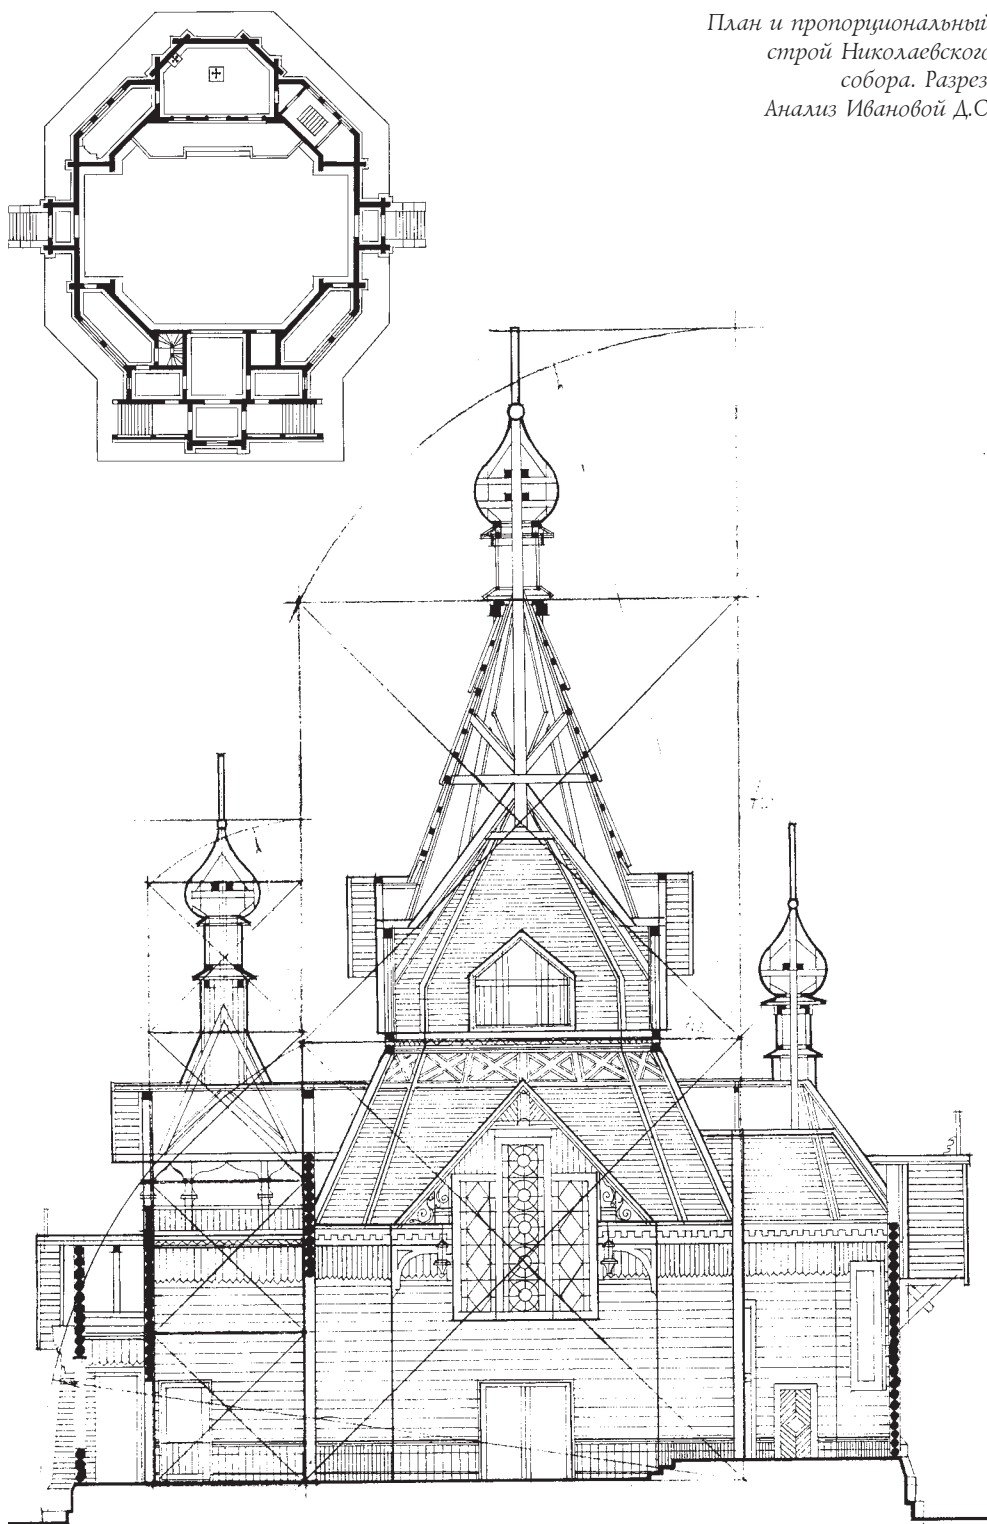 План и пропорциональный
строй Николаевского
собора. Разрез
Анализ Ивановой Д.С